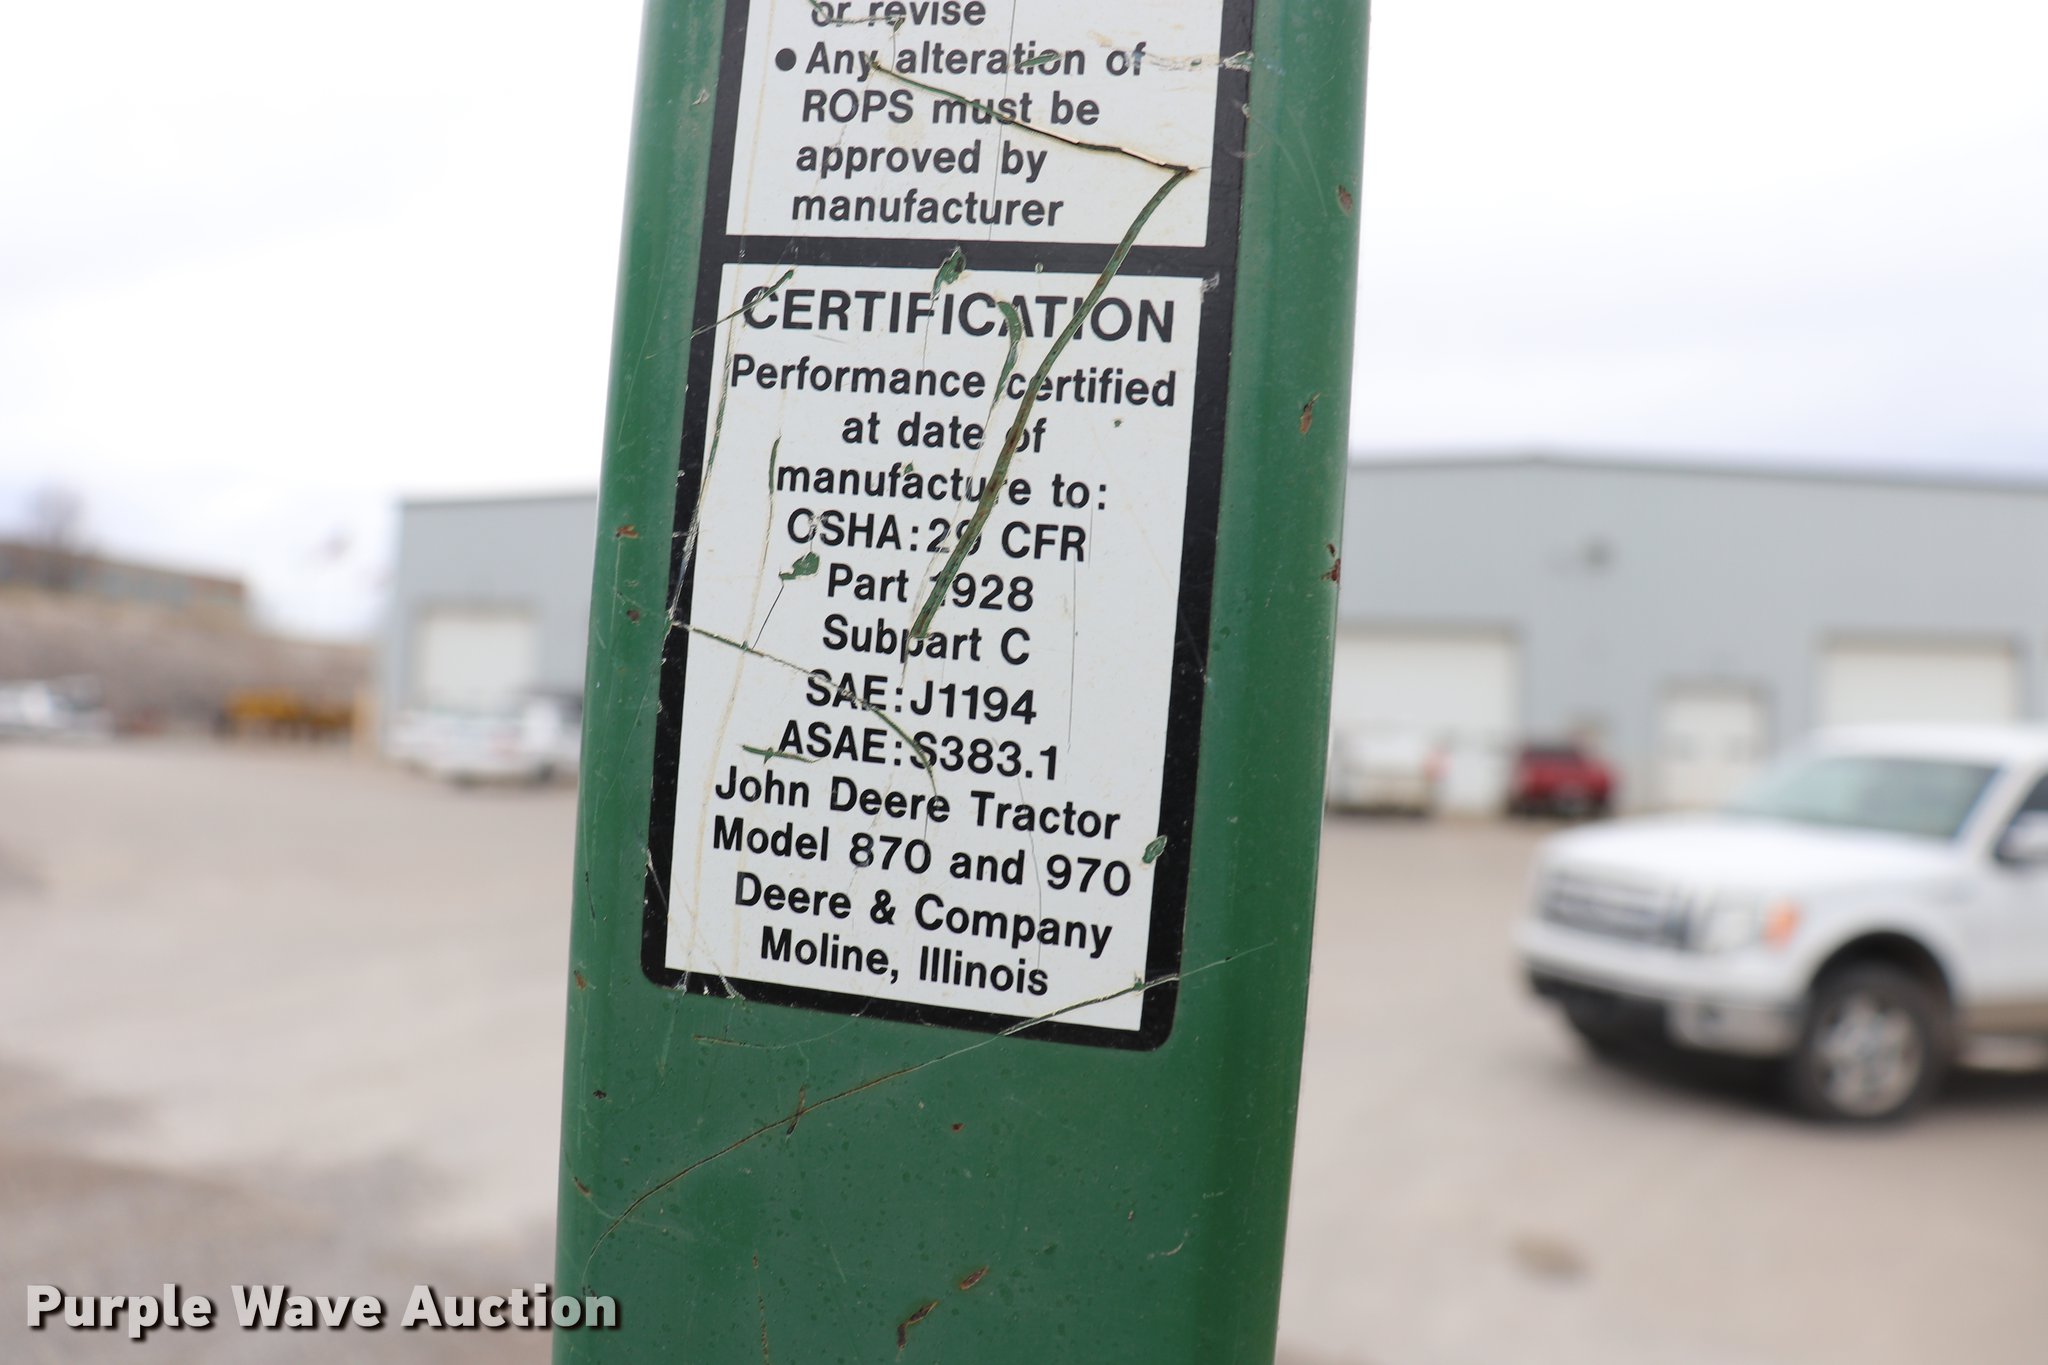 or revise
● Any alteration of
ROPS must be
approved by
manufacturer
CERTIFICATION
Performance certified
at date of
manufacture to:
OSHA:29 CFR
Part 1928
Subpart C
SAE:J1194
ASAE:S383.1
John Deere Tractor
Model 870 and 970
Deere & Company
Moline, Illinois
Purple Wave Auction